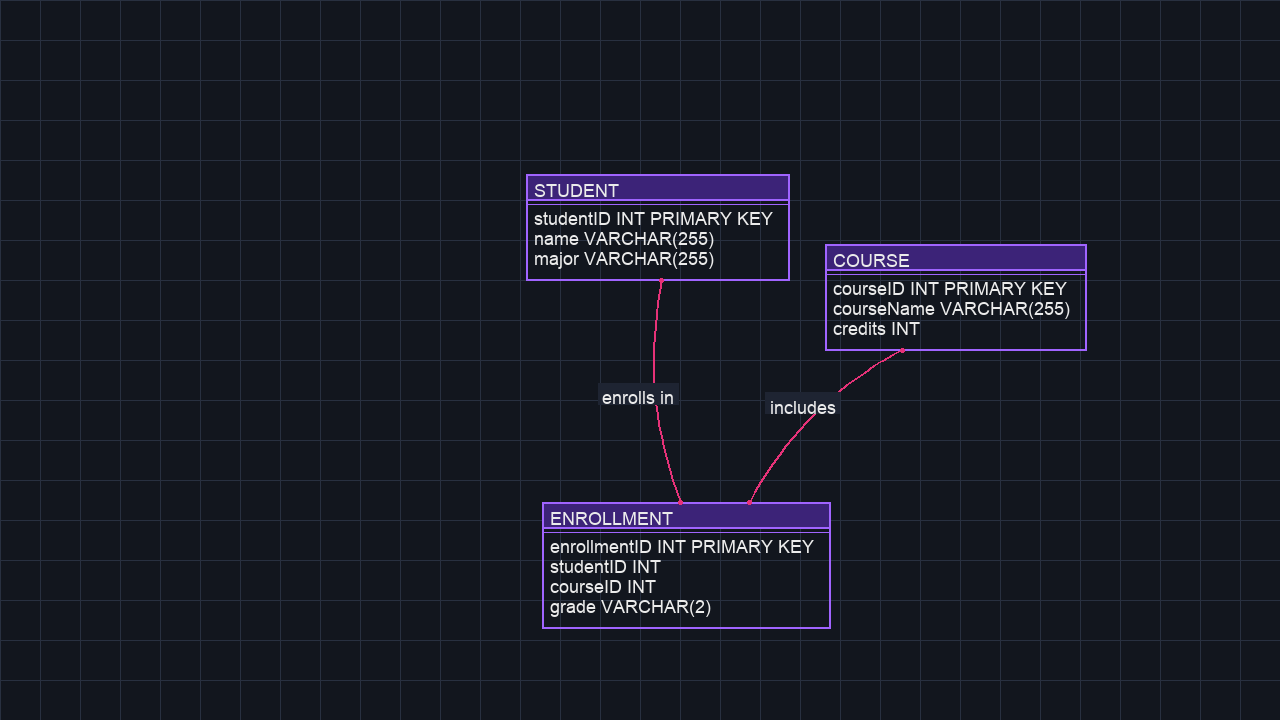 STUDENT
studentID INT PRIMARY KEY
name VARCHAR(255)
major VARCHAR(255)
COURSE
courseID INT PRIMARY KEY
courseName VARCHAR(255)
credits INT
enrolls in
includes
ENROLLMENT
enrollmentID INT PRIMARY KEY
studentID INT
courseID INT
grade VARCHAR(2)